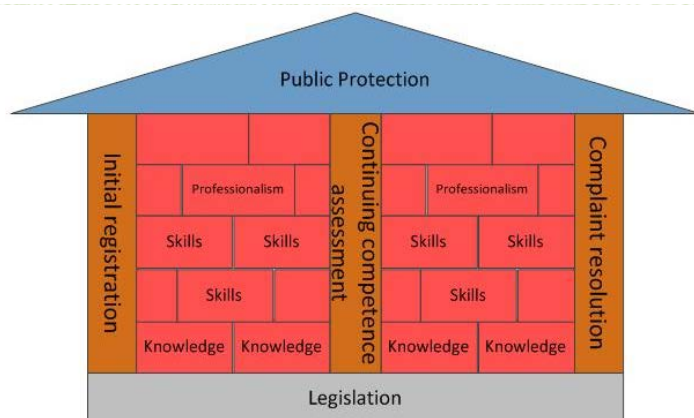 Public Protection
Initial registration
Continuing competence
assessment
Complaint resolution
Professionalism
Professionalism
Skills
Skills
Skills
Skills
Skills
Skills
Knowledge
Knowledge
Knowledge
Knowledge
Legislation